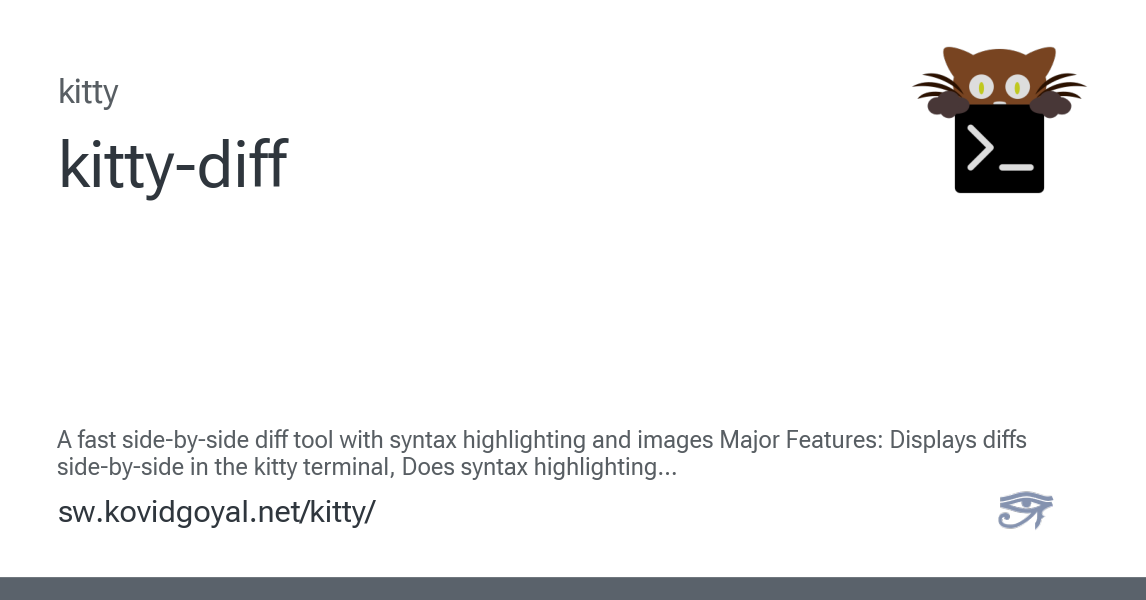 kitty
kitty-diff
>_
A fast side-by-side diff tool with syntax highlighting and images Major Features: Displays diffs
side-by-side in the kitty terminal, Does syntax highlighting...
sw.kovidgoyal.net/kitty/